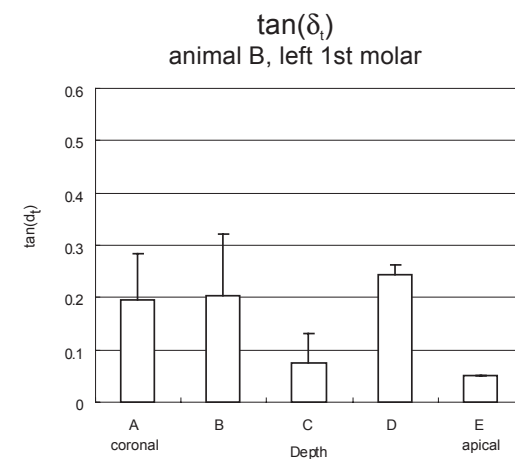 tan(δt)
animal B, left 1st molar
0.6
0.5
0.4
0.3
0.2
0.1
0
tan(dt)
A B C D E
coronal apical
Depth